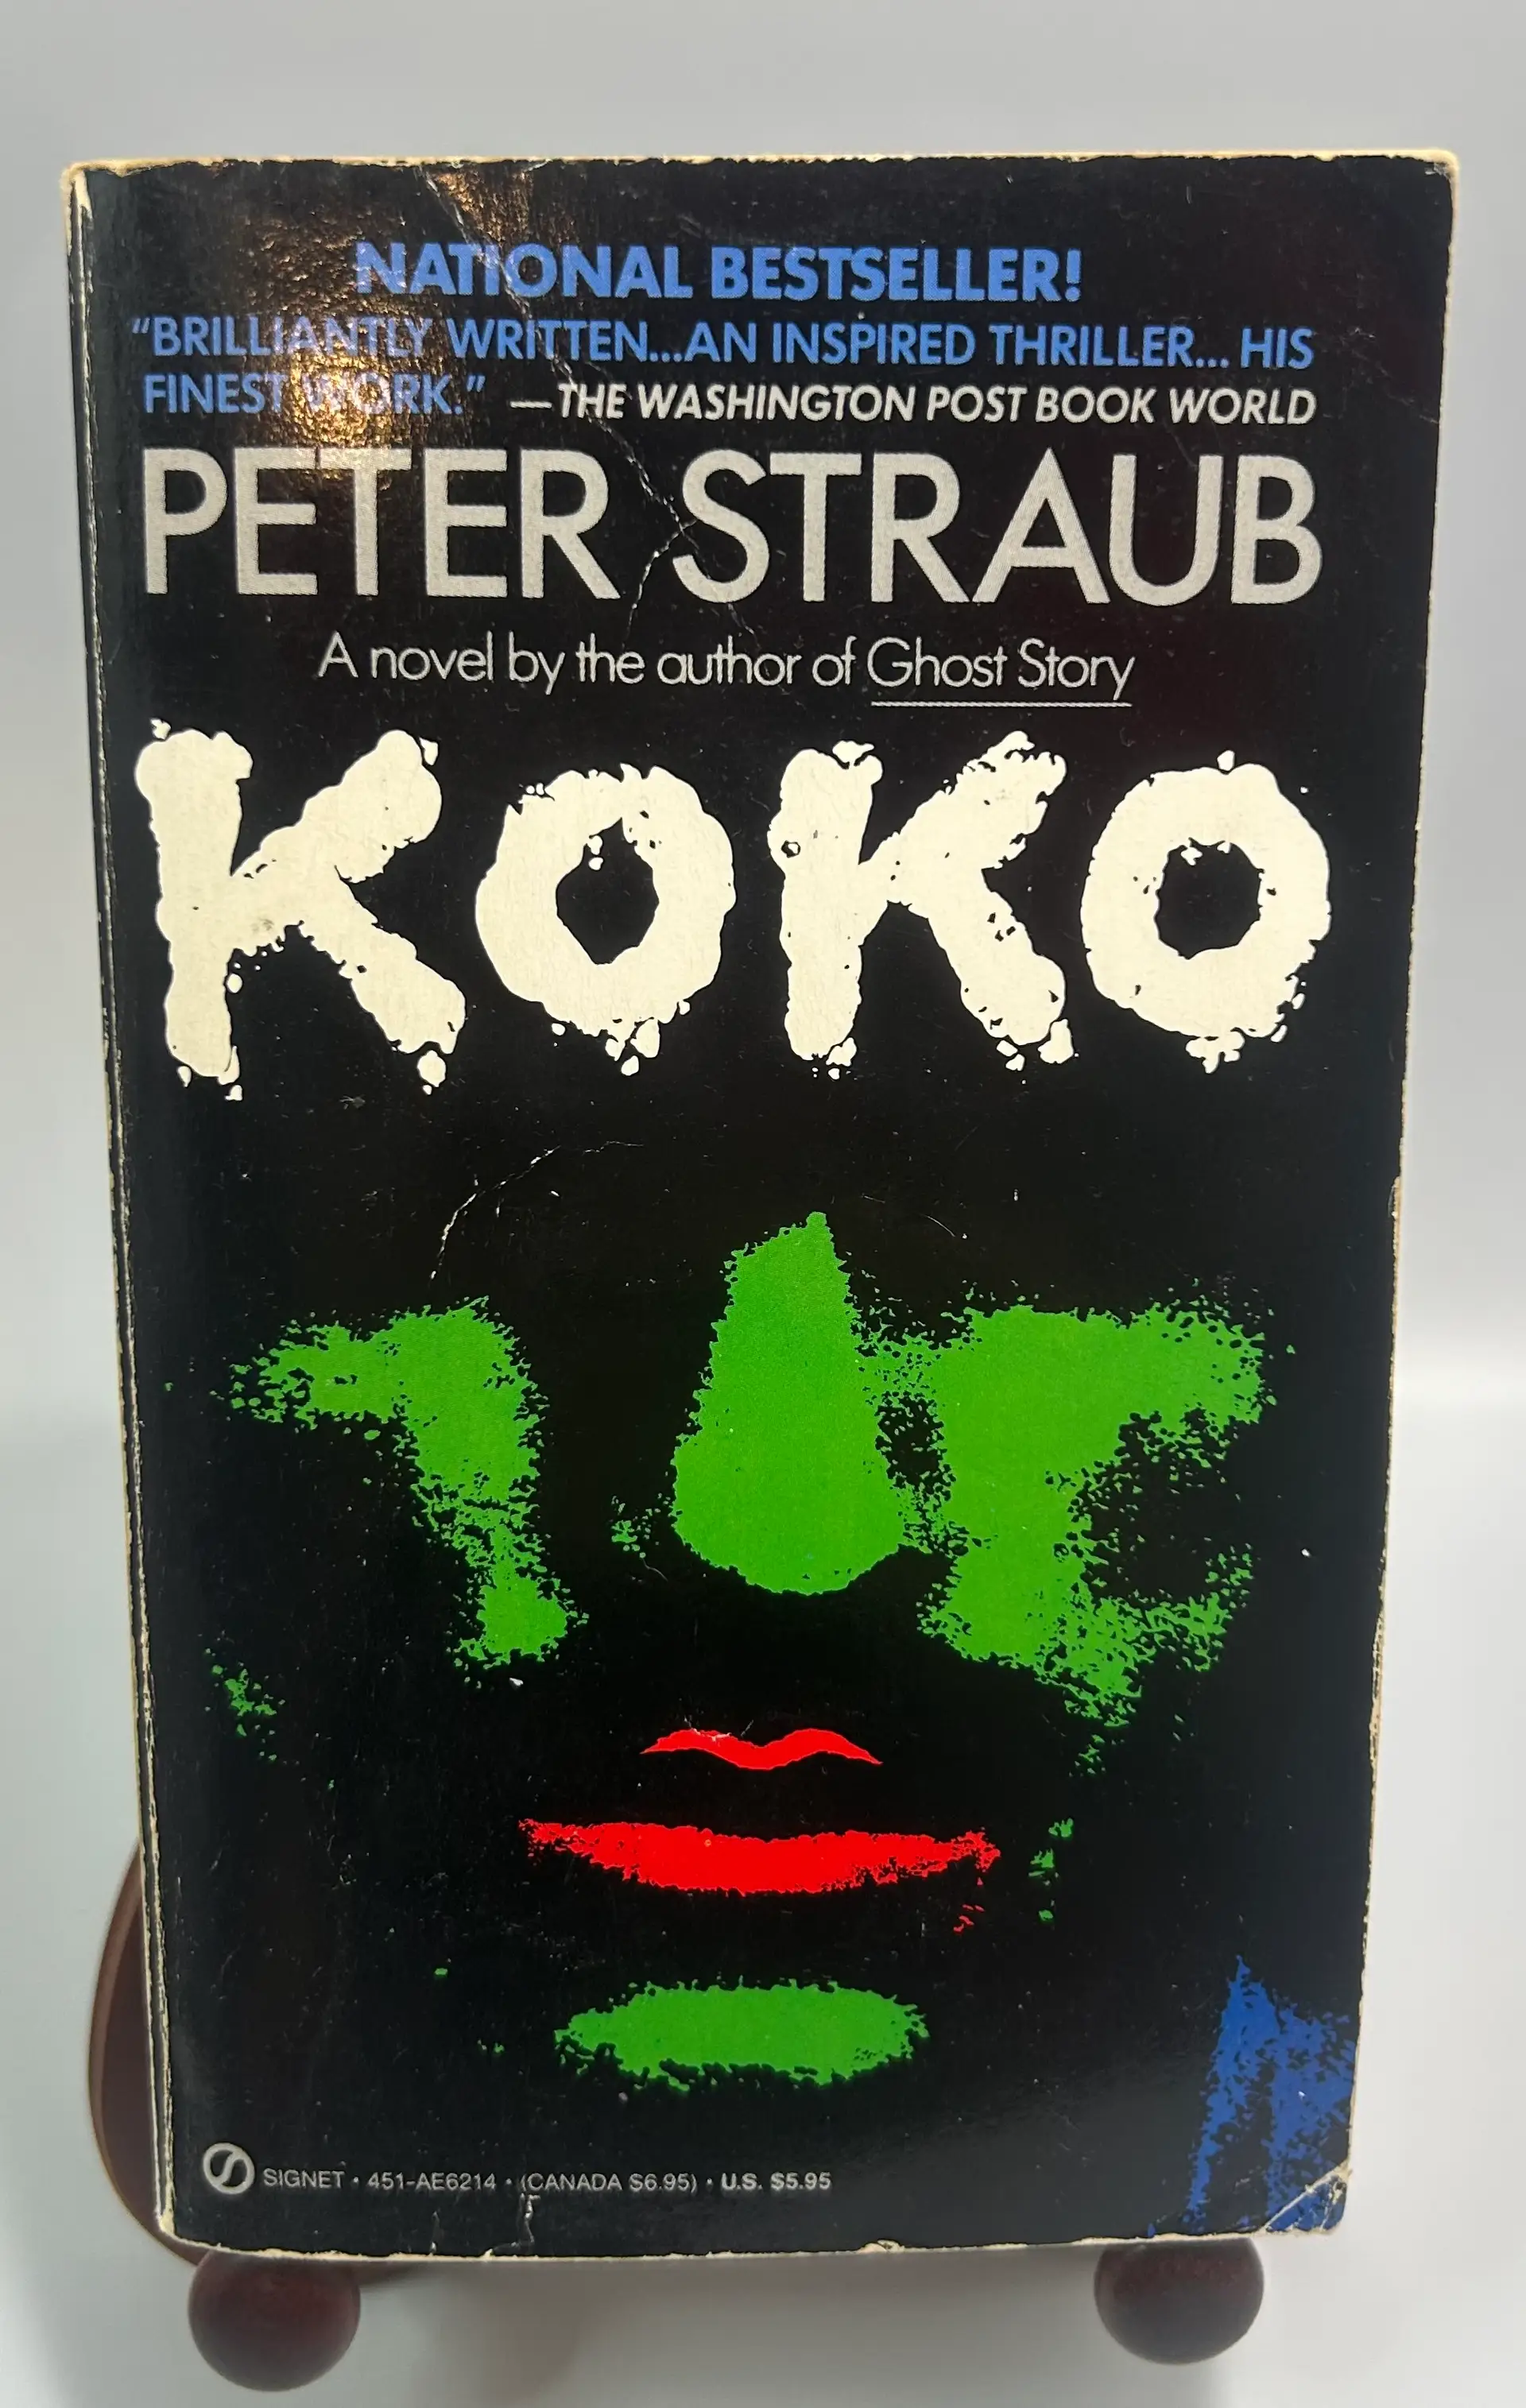 NATIONAL BESTSELLER!
“BRILLIANTLY WRITTEN...AN INSPIRED THRILLER... HIS
FINEST WORK.” —THE WASHINGTON POST BOOK WORLD
PETER STRAUB
A novel by the author of Ghost Story
KOKO
SIGNET • 451-AE6214 • (CANADA $6.95) • U.S. $5.95